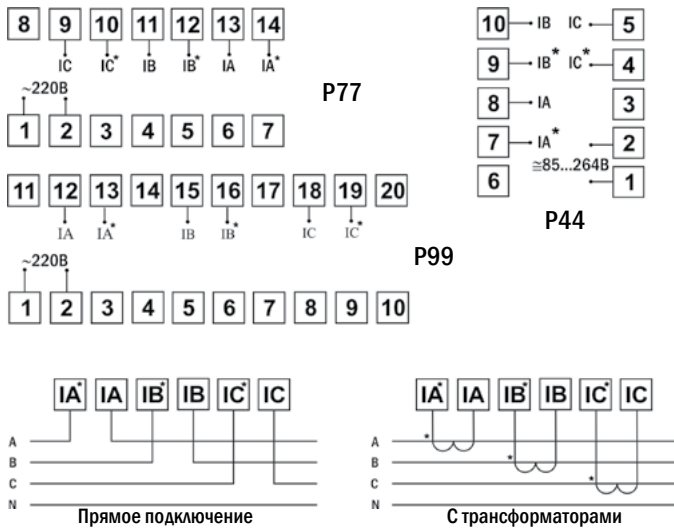 8 9 10 11 12 13 14
IC IC* IB IB* IA IA*
~220В
1 2 3 4 5 6 7
P77
10 IB IC 5
9 IB* IC* 4
8 IA 3
7 IA* 2
≅85...264В
6 1
P44
11 12 13 14 15 16 17 18 19 20
IA IA* IB IB* IC IC*
~220В
1 2 3 4 5 6 7 8 9 10
P99
IA* IA IB* IB IC* IC
A
B
C
N
Прямое подключение
IA* IA IB* IB IC* IC
A *
B *
C *
N
С трансформаторами